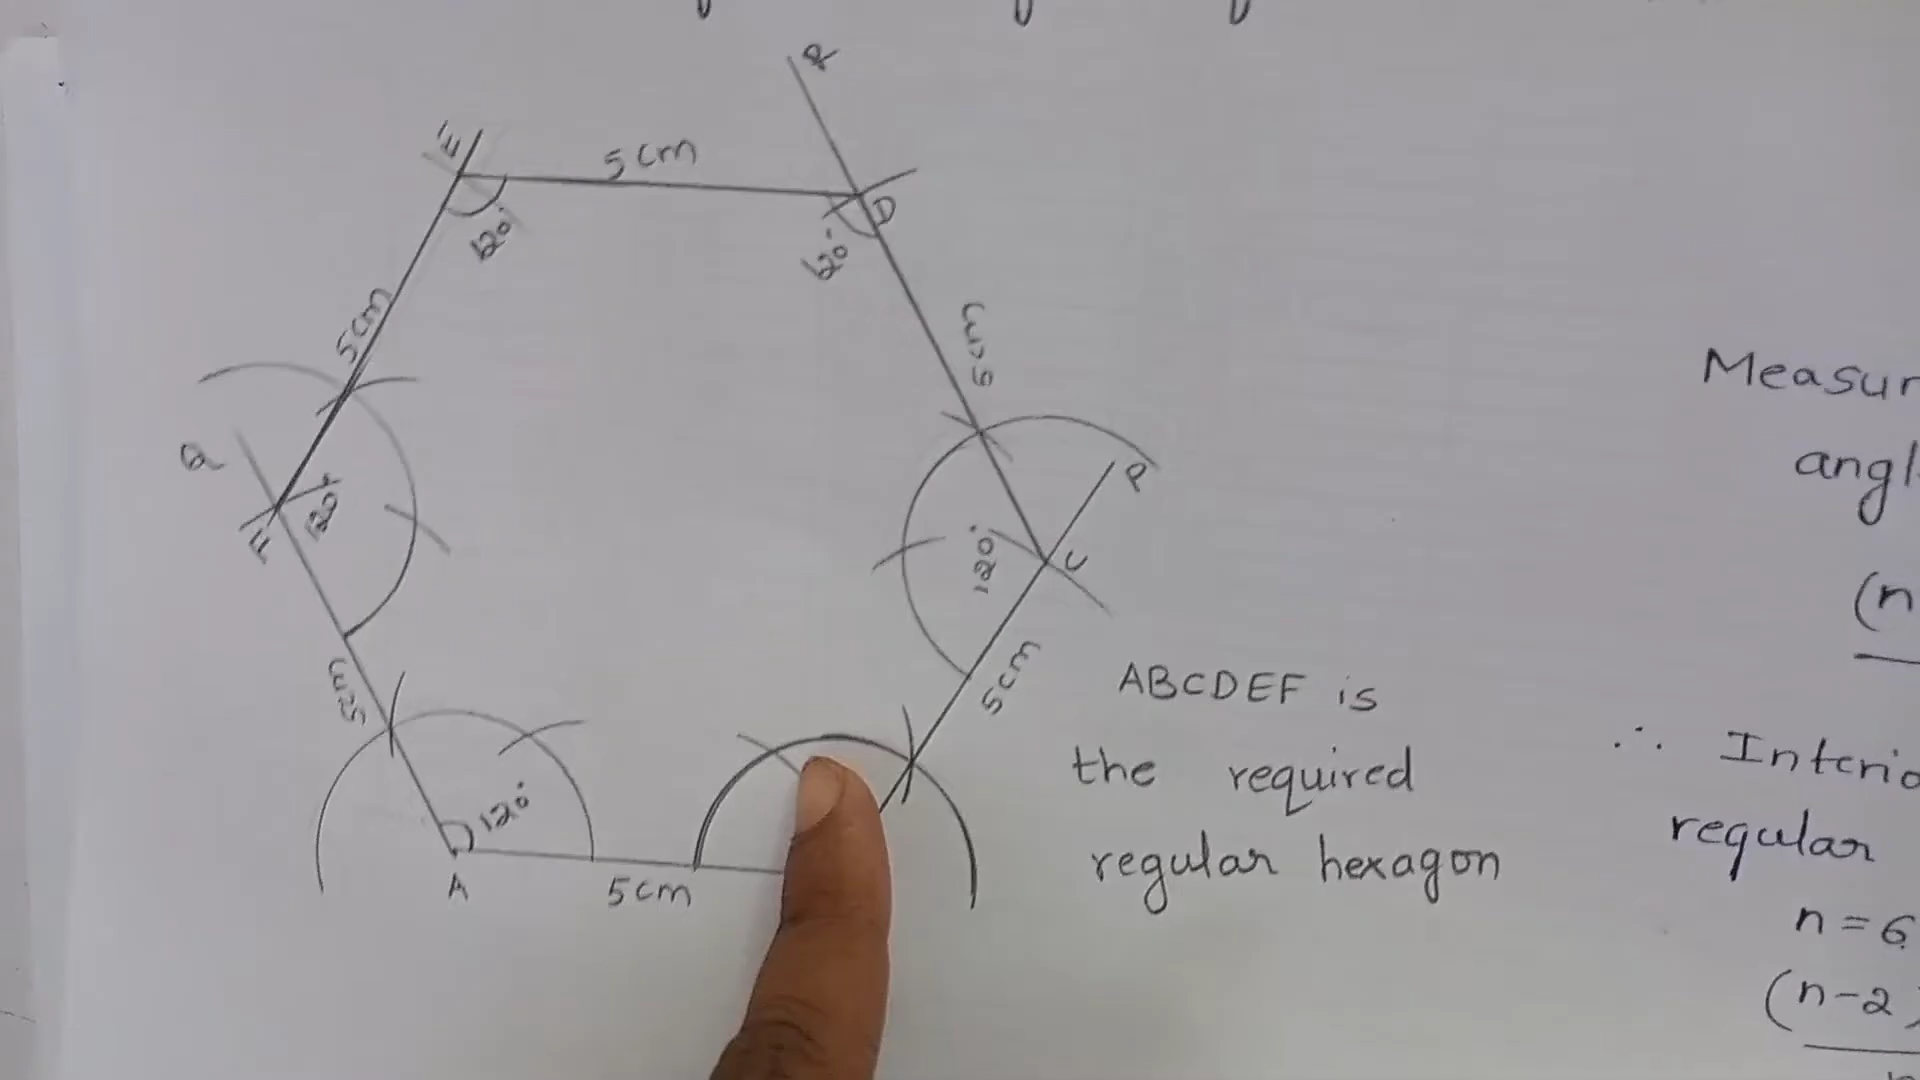 R
E
5cm
D
120°
120°
5cm
5cm
Q
P
120°
F
120°
C
5cm
5cm
120°
A
5cm
ABCDEF is
the required
regular hexagon
Measur
angl
(n
∴ Interio
regular
n = 6
(n-2)